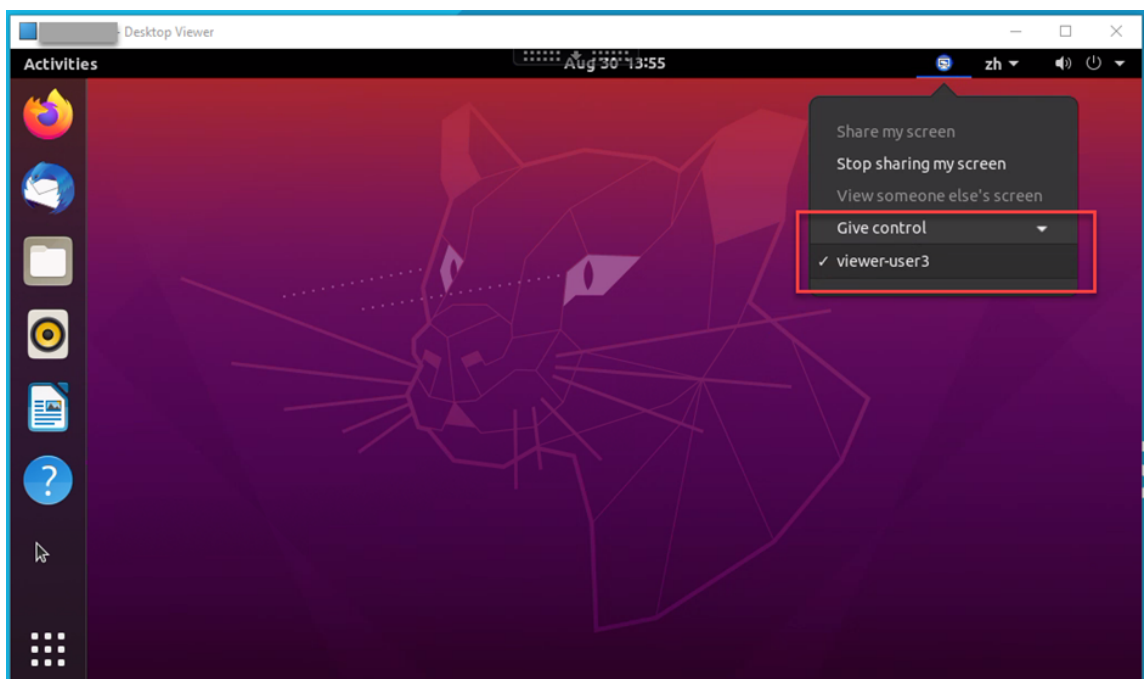 - Desktop Viewer
Activities
Aug 30 13:55
zh
Share my screen
Stop sharing my screen
View someone else's screen
Give control
✓ viewer-user3
?